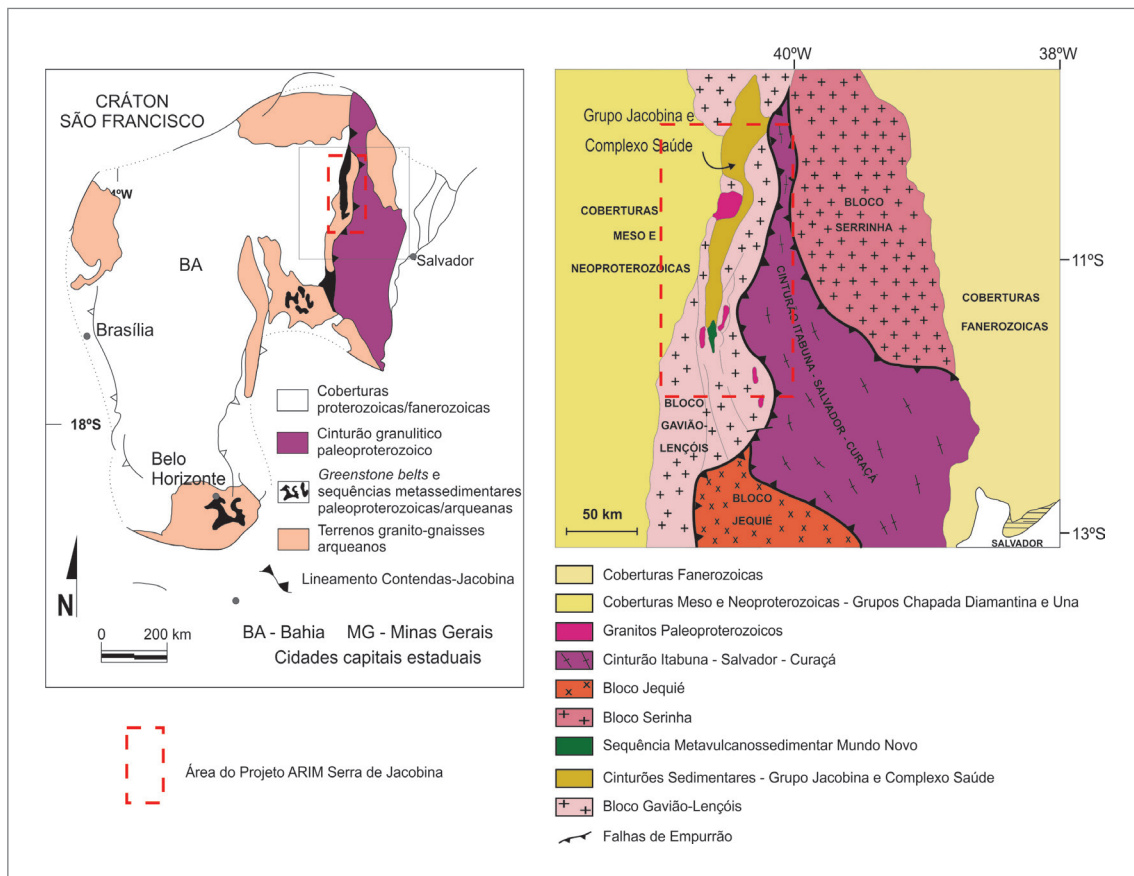 CRÁTON
SÃO FRANCISCO
4ºW
BA
Salvador
Brasília
18ºS
Belo
Horizonte
Coberturas
proterozoicas/fanerozoicas
Cinturão granulitico
paleoproterozoico
Greenstone belts e
sequências metassedimentares
paleoproterozoicas/arqueanas
Terrenos granito-gnaisses
arqueanos
Lineamento Contendas-Jacobina
N
0 200 km
BA - Bahia MG - Minas Gerais
Cidades capitais estaduais
Área do Projeto ARIM Serra de Jacobina
40ºW
38ºW
Grupo Jacobina e
Complexo Saúde
COBERTURAS
MESO E
NEOPROTEROZOICAS
BLOCO
SERRINHA
11ºS
CINTURÃO ITABUNA - SALVADOR - CURAÇÁ
COBERTURAS
FANEROZOICAS
BLOCO
GAVIÃO-
LENÇÓIS
BLOCO
JEQUIÉ
50 km
SALVADOR
13ºS
Coberturas Fanerozoicas
Coberturas Meso e Neoproterozoicas - Grupos Chapada Diamantina e Una
Granitos Paleoproterozoicos
Cinturão Itabuna - Salvador - Curaçá
Bloco Jequié
Bloco Serinha
Sequência Metavulcanossedimentar Mundo Novo
Cinturões Sedimentares - Grupo Jacobina e Complexo Saúde
Bloco Gavião-Lençóis
Falhas de Empurrão